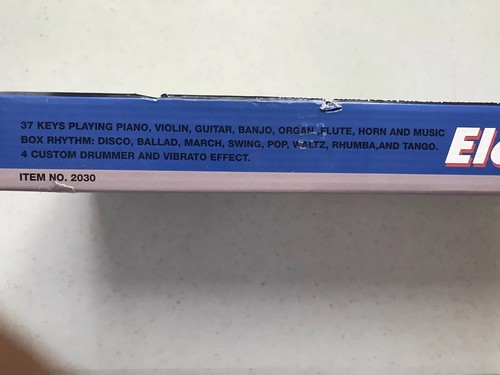 37 KEYS PLAYING PIANO, VIOLIN, GUITAR, BANJO, ORGAN ,FLUTE, HORN AND MUSIC
BOX RHYTHM: DISCO, BALLAD, MARCH, SWING, POP, WALTZ, RHUMBA,AND TANGO.
4 CUSTOM DRUMMER AND VIBRATO EFFECT.
ITEM NO. 2030